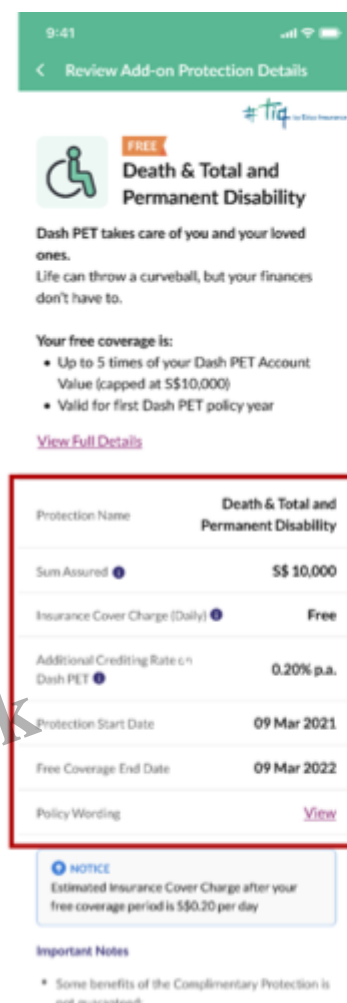 9:41
Review Add-on Protection Details
#tiq by Etiqa Insurance
FREE
Death & Total and
Permanent Disability
Dash PET takes care of you and your loved
ones.
Life can throw a curveball, but your finances
don't have to.
Your free coverage is:
• Up to 5 times of your Dash PET Account
Value (capped at S$10,000)
• Valid for first Dash PET policy year
View Full Details
Protection Name
Death & Total and
Permanent Disability
Sum Assured
S$ 10,000
Insurance Cover Charge (Daily)
Free
Additional Crediting Rate on
Dash PET
0.20% p.a.
Protection Start Date
09 Mar 2021
Free Coverage End Date
09 Mar 2022
Policy Wording
View
NOTICE
Estimated Insurance Cover Charge after your
free coverage period is S$0.20 per day
Important Notes
• Some benefits of the Complimentary Protection is
not guaranteed